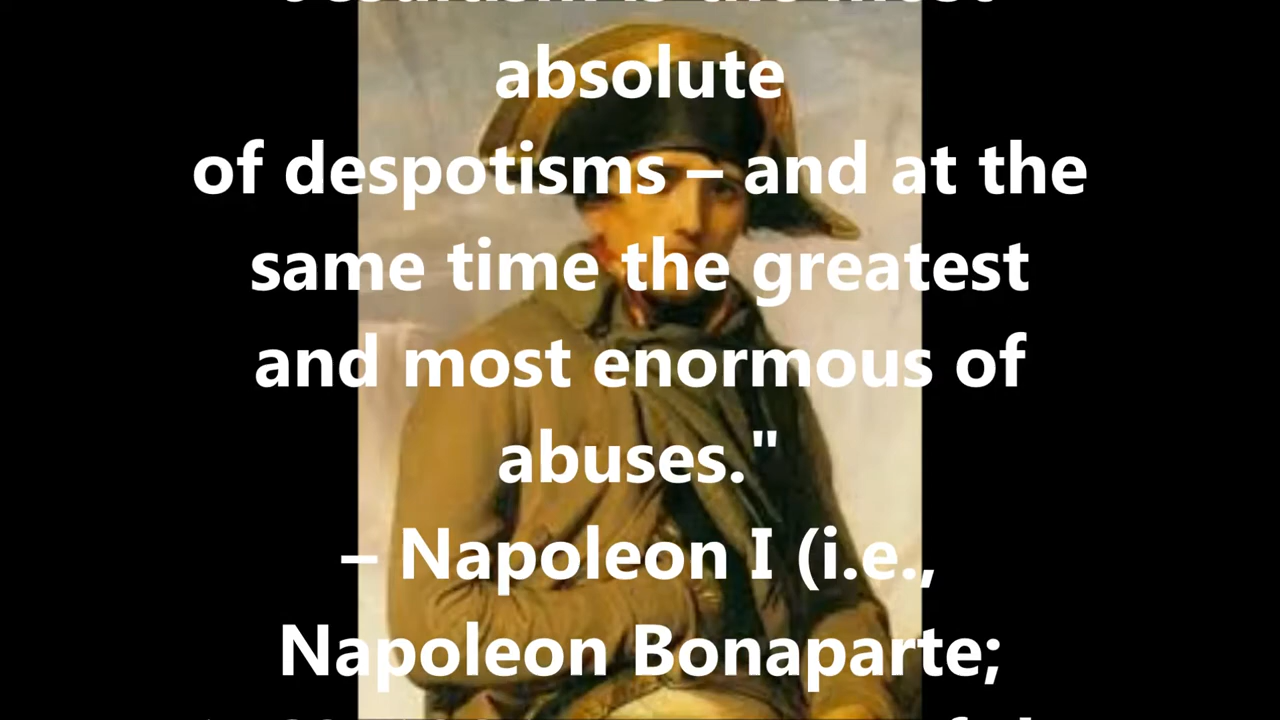 absolute
of despotisms – and at the
same time the greatest
and most enormous of
abuses."
– Napoleon I (i.e.,
Napoleon Bonaparte;